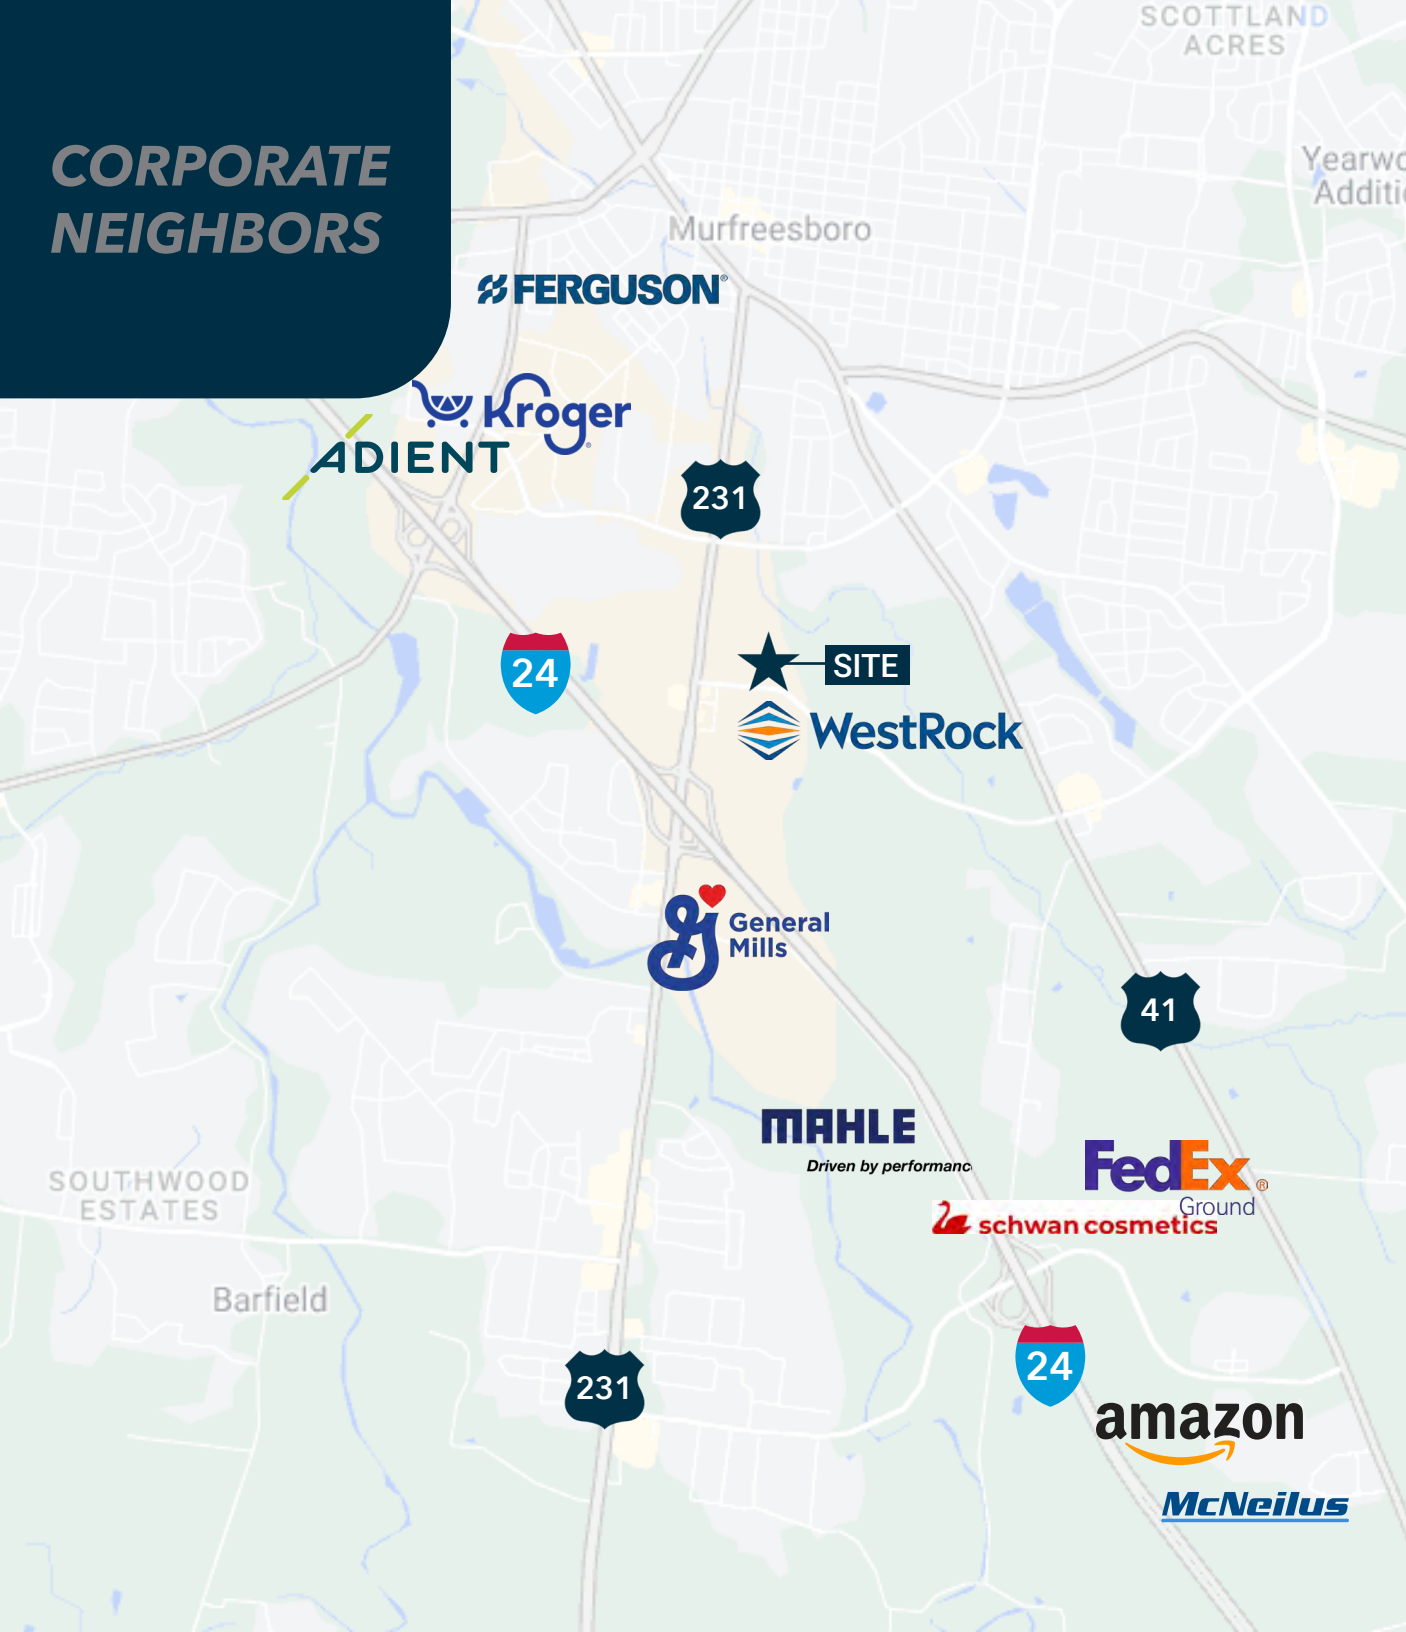 SCOTTLAND
ACRES
CORPORATE
NEIGHBORS
Yearwo
Additi
Murfreesboro
FERGUSON®
Kroger®
ADIENT
231
24
SITE
WestRock
General
Mills
41
MAHLE
Driven by performanc
FedEx®
Ground
schwan cosmetics
SOUTHWOOD
ESTATES
Barfield
24
231
amazon
McNeilus